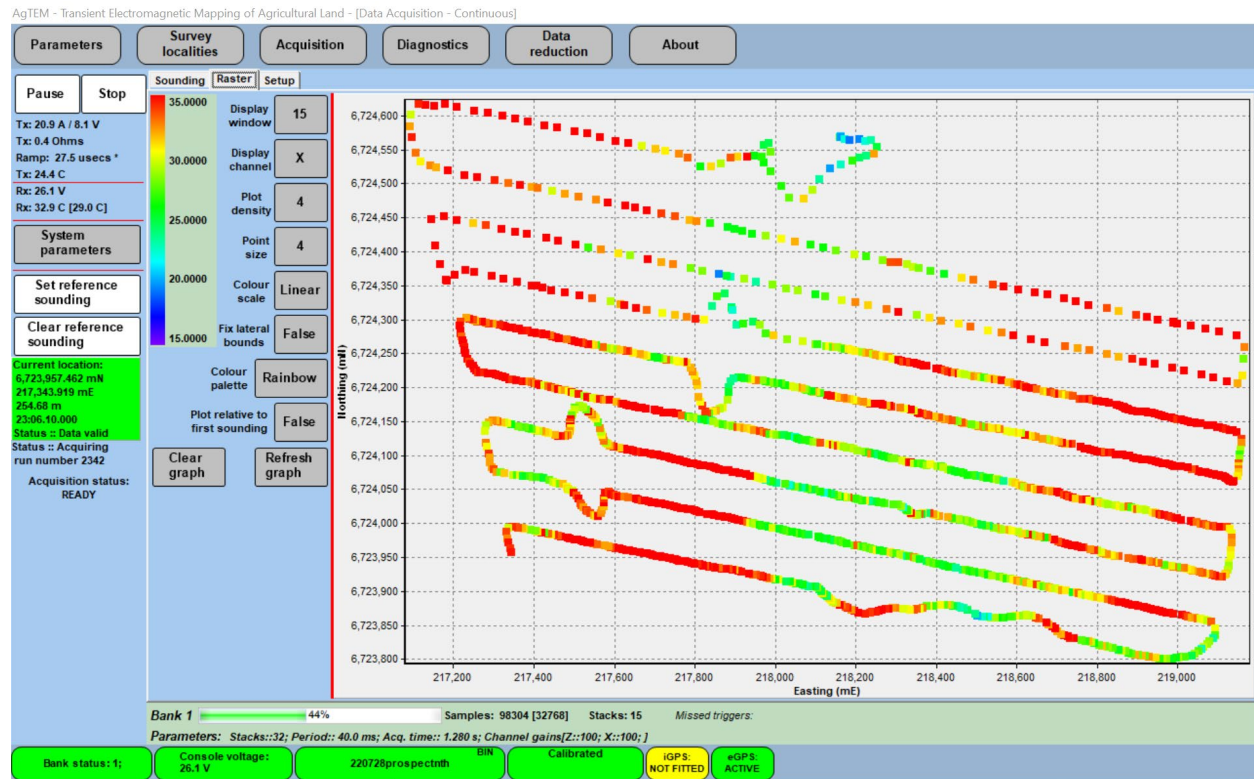 AgTEM - Transient Electromagnetic Mapping of Agricultural Land - [Data Acquisition - Continuous]
Parameters
Survey
localities
Acquisition
Diagnostics
Data
reduction
About
Pause
Stop
Tx: 20.9 A / 8.1 V
Tx: 0.4 Ohms
Ramp: 27.5 usecs *
Tx: 24.4 C
Rx: 26.1 V
Rx: 32.9 C [29.0 C]
System
parameters
Set reference
sounding
Clear reference
sounding
Current location:
6,723,957.462 mN
217,343.919 mE
254.68 m
23:06.10.000
Status :: Data valid
Status :: Acquiring
run number 2342
Acquisition status:
READY
Sounding Raster Setup
35.0000
30.0000
25.0000
20.0000
15.0000
Display
window
15
Display
channel
X
Plot
density
4
Point
size
4
Colour
scale
Linear
Fix lateral
bounds
False
Colour
palette
Rainbow
Plot relative to
first sounding
False
Clear
graph
Refresh
graph
Northing (mN)
6,724,600
6,724,550
6,724,500
6,724,450
6,724,400
6,724,350
6,724,300
6,724,250
6,724,200
6,724,150
6,724,100
6,724,050
6,724,000
6,723,950
6,723,900
6,723,850
6,723,800
217,200 217,400 217,600 217,800 218,000 218,200 218,400 218,600 218,800 219,000
Easting (mE)
Bank 1 44% Samples: 98304 [32768] Stacks: 15 Missed triggers:
Parameters: Stacks::32; Period:: 40.0 ms; Acq. time:: 1.280 s; Channel gains[Z::100; X::100; ]
Bank status: 1;
Console voltage:
26.1 V
BIN
220728prospectnth
Calibrated
iGPS:
NOT FITTED
eGPS:
ACTIVE